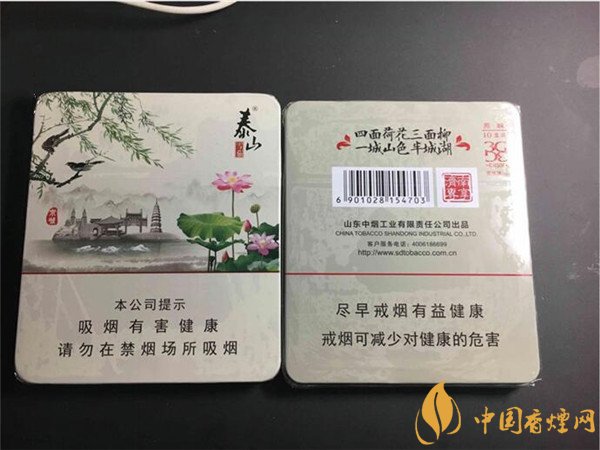 泰山®
本公司提示
吸烟有害健康
请勿在禁烟场所吸烟
四面荷花三面柳
一城山色半城湖
10
6 901028 154703
山东中烟工业有限责任公司出品
CHINA TOBACCO SHANDONG INDUSTRIAL CO.,LTD.
客户服务电话：4006186699
http://www.sdtobacco.com.cn
尽早戒烟有益健康
戒烟可减少对健康的危害
中国香烟网